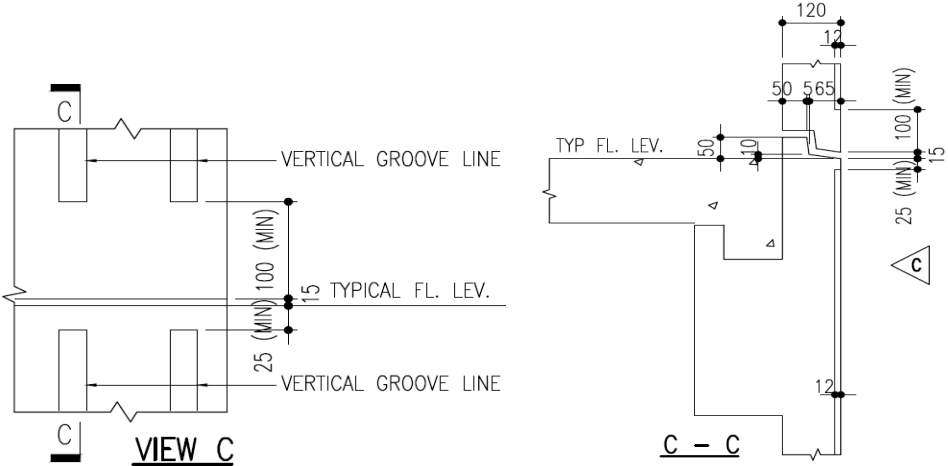 C
VERTICAL GROOVE LINE
100 (MIN)
15
TYPICAL FL. LEV.
25 (MIN)
VERTICAL GROOVE LINE
C
VIEW C
120
12
50 5 65
100 (MIN)
TYP FL. LEV.
50
10
15
25 (MIN)
C
12
C - C